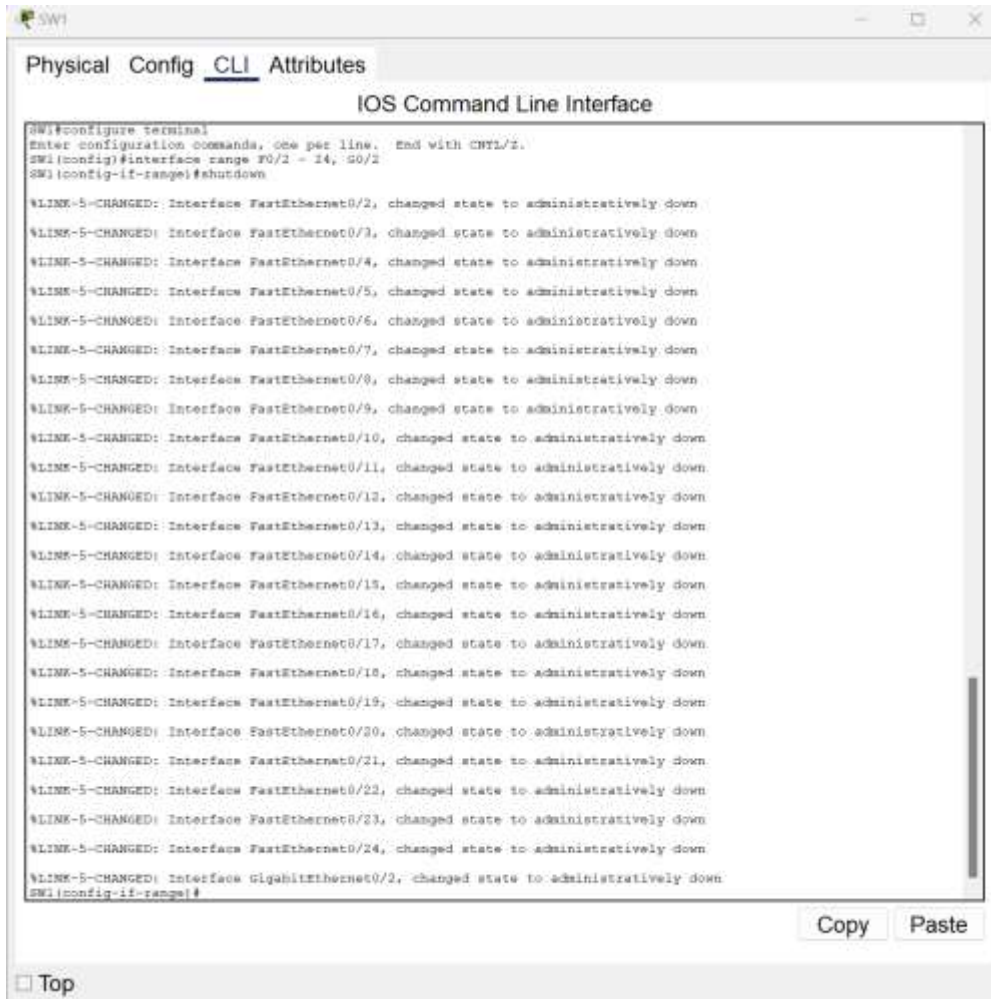 SW1
Physical Config CLI Attributes
IOS Command Line Interface
SW1#configure terminal
Enter configuration commands, one per line. End with CNTL/Z.
SW1(config)#interface range F0/2 - 24, G0/2
SW1(config-if-range)#shutdown
%LINK-5-CHANGED: Interface FastEthernet0/2, changed state to administratively down
%LINK-5-CHANGED: Interface FastEthernet0/3, changed state to administratively down
%LINK-5-CHANGED: Interface FastEthernet0/4, changed state to administratively down
%LINK-5-CHANGED: Interface FastEthernet0/5, changed state to administratively down
%LINK-5-CHANGED: Interface FastEthernet0/6, changed state to administratively down
%LINK-5-CHANGED: Interface FastEthernet0/7, changed state to administratively down
%LINK-5-CHANGED: Interface FastEthernet0/8, changed state to administratively down
%LINK-5-CHANGED: Interface FastEthernet0/9, changed state to administratively down
%LINK-5-CHANGED: Interface FastEthernet0/10, changed state to administratively down
%LINK-5-CHANGED: Interface FastEthernet0/11, changed state to administratively down
%LINK-5-CHANGED: Interface FastEthernet0/12, changed state to administratively down
%LINK-5-CHANGED: Interface FastEthernet0/13, changed state to administratively down
%LINK-5-CHANGED: Interface FastEthernet0/14, changed state to administratively down
%LINK-5-CHANGED: Interface FastEthernet0/15, changed state to administratively down
%LINK-5-CHANGED: Interface FastEthernet0/16, changed state to administratively down
%LINK-5-CHANGED: Interface FastEthernet0/17, changed state to administratively down
%LINK-5-CHANGED: Interface FastEthernet0/18, changed state to administratively down
%LINK-5-CHANGED: Interface FastEthernet0/19, changed state to administratively down
%LINK-5-CHANGED: Interface FastEthernet0/20, changed state to administratively down
%LINK-5-CHANGED: Interface FastEthernet0/21, changed state to administratively down
%LINK-5-CHANGED: Interface FastEthernet0/22, changed state to administratively down
%LINK-5-CHANGED: Interface FastEthernet0/23, changed state to administratively down
%LINK-5-CHANGED: Interface FastEthernet0/24, changed state to administratively down
%LINK-5-CHANGED: Interface GigabitEthernet0/2, changed state to administratively down
SW1(config-if-range)#
Copy Paste
Top